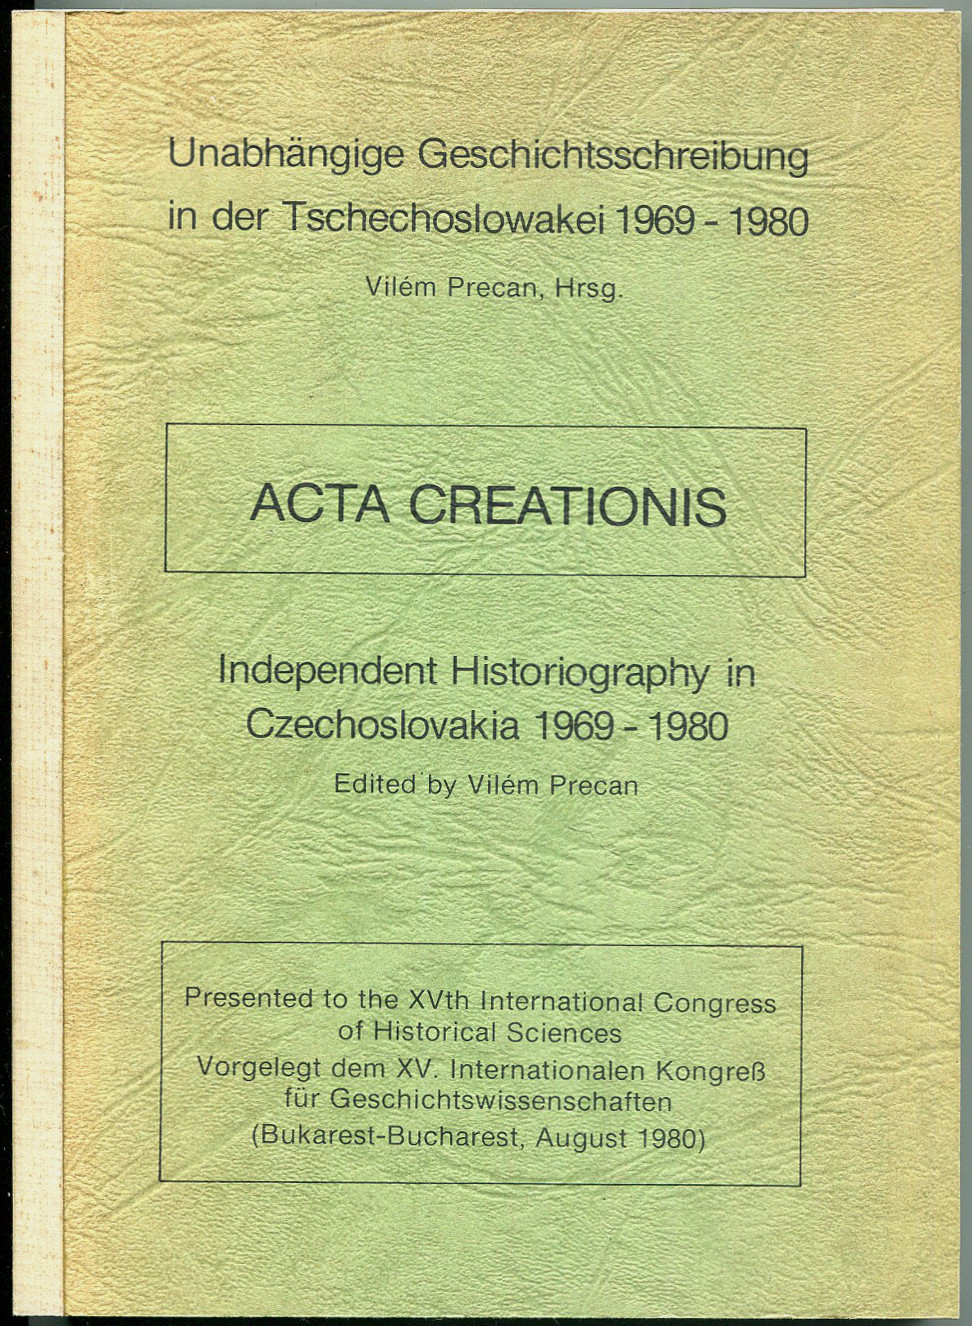 Unabhängige Geschichtsschreibung
in der Tschechoslowakei 1969 – 1980
Vilém Precan, Hrsg.
ACTA CREATIONIS
Independent Historiography in
Czechoslovakia 1969 – 1980
Edited by Vilém Precan
Presented to the XVth International Congress
of Historical Sciences
Vorgelegt dem XV. Internationalen Kongreß
für Geschichtswissenschaften
(Bukarest-Bucharest, August 1980)